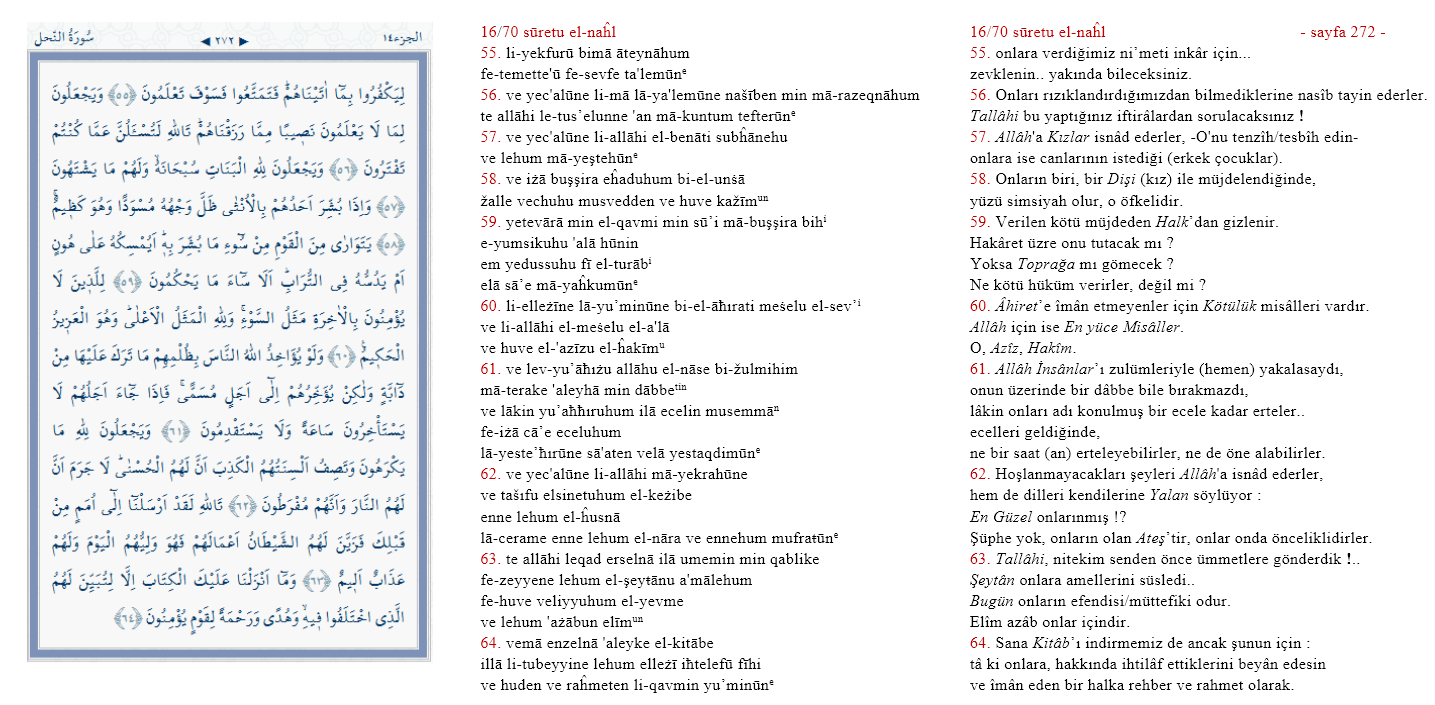 سُورَةُ النَّحل
◀ ٢٧٢ ▶
الجزء١٤
لِيَكْفُرُوا بِمَٓا اٰتَيْنَاهُمْۜ فَتَمَتَّعُوا فَسَوْفَ تَعْلَمُونَ ﴿٥٥﴾ وَيَجْعَلُونَ
لِمَا لَا يَعْلَمُونَ نَص۪يبًا مِمَّا رَزَقْنَاهُمْۜ تَاللّٰهِ لَتُسْـَٔلُنَّ عَمَّا كُنْتُمْ
تَفْتَرُونَ ﴿٥٦﴾ وَيَجْعَلُونَ لِلّٰهِ الْبَنَاتِ سُبْحَانَهُۙ وَلَهُمْ مَا يَشْتَهُونَ
﴿٥٧﴾ وَاِذَا بُشِّرَ اَحَدُهُمْ بِالْاُنْثٰى ظَلَّ وَجْهُهُ مُسْوَدًّا وَهُوَ كَظ۪يمٌۚ
﴿٥٨﴾ يَتَوَارٰى مِنَ الْقَوْمِ مِنْ سُٓوءِ مَا بُشِّرَ بِه۪ۜ اَيُمْسِكُهُ عَلٰى هُونٍ
اَمْ يَدُسُّهُ فِي التُّرَابِۜ اَلَا سَٓاءَ مَا يَحْكُمُونَ ﴿٥٩﴾ لِلَّذ۪ينَ لَا
يُؤْمِنُونَ بِالْاٰخِرَةِ مَثَلُ السَّوْءِۚ وَلِلّٰهِ الْمَثَلُ الْاَعْلٰىۜ وَهُوَ الْعَز۪يزُ
الْحَك۪يمُ۟ ﴿٦٠﴾ وَلَوْ يُؤَاخِذُ اللّٰهُ النَّاسَ بِظُلْمِهِمْ مَا تَرَكَ عَلَيْهَا مِنْ
دَٓابَّةٍ وَلٰكِنْ يُؤَخِّرُهُمْ اِلٰٓى اَجَلٍ مُسَمًّىۚ فَاِذَا جَٓاءَ اَجَلُهُمْ لَا
يَسْتَأْخِرُونَ سَاعَةً وَلَا يَسْتَقْدِمُونَ ﴿٦١﴾ وَيَجْعَلُونَ لِلّٰهِ مَا
يَكْرَهُونَ وَتَصِفُ اَلْسِنَتُهُمُ الْكَذِبَ اَنَّ لَهُمُ الْحُسْنٰىۜ لَا جَرَمَ اَنَّ
لَهُمُ النَّارَ وَاَنَّهُمْ مُفْرَطُونَ ﴿٦٢﴾ تَاللّٰهِ لَقَدْ اَرْسَلْنَٓا اِلٰٓى اُمَمٍ مِنْ
قَبْلِكَ فَزَيَّنَ لَهُمُ الشَّيْطَانُ اَعْمَالَهُمْ فَهُوَ وَلِيُّهُمُ الْيَوْمَ وَلَهُمْ
عَذَابٌ اَل۪يمٌ ﴿٦٣﴾ وَمَٓا اَنْزَلْنَا عَلَيْكَ الْكِتَابَ اِلَّا لِتُبَيِّنَ لَهُمُ
الَّذِي اخْتَلَفُوا ف۪يهِۙ وَهُدًى وَرَحْمَةً لِقَوْمٍ يُؤْمِنُونَ ﴿٦٤﴾
16/70 sūretu el-naĥl
55. li-yekfurū bimā āteynāhum
fe-temette'ū fe-sevfe ta'lemūnᵉ
56. ve yec'alūne li-mā lā-ya'lemūne našīben min mā-razeqnāhum
te allāhi le-tus’elunne 'an mā-kuntum tefterūnᵉ
57. ve yec'alūne li-allāhi el-benāti subĥānehu
ve lehum mā-yeştehūnᵉ
58. ve iżā buşşira eĥaduhum bi-el-unśā
žalle vechuhu musvedden ve huve kažīmᵘⁿ
59. yetevārā min el-qavmi min sū’i mā-buşşira bihⁱ
e-yumsikuhu 'alā hūnin
em yedussuhu fī el-turābⁱ
elā sā’e mā-yaĥkumūnᵉ
60. li-elleżīne lā-yu’minūne bi-el-āħırati meśelu el-sev’ⁱ
ve li-allāhi el-meśelu el-a'lā
ve huve el-'azīzu el-ĥakīmᵘ
61. ve lev-yu’āħıżu allāhu el-nāse bi-žulmihim
mā-terake 'aleyhā min dābbeᵗⁱⁿ
ve lākin yu’aħħıruhum ilā ecelin musemmāⁿ
fe-iżā cā’e eceluhum
lā-yeste’ħırūne sā'aten velā yestaqdimūnᵉ
62. ve yec'alūne li-allāhi mā-yekrahūne
ve tašıfu elsinetuhum el-keżibe
enne lehum el-ĥusnā
lā-cerame enne lehum el-nāra ve ennehum mufratūnᵉ
63. te allāhi leqad erselnā ilā umemin min qablike
fe-zeyyene lehum el-şeyŧānu a'mālehum
fe-huve veliyyuhum el-yevme
ve lehum 'ażābun elīmᵘⁿ
64. vemā enzelnā 'aleyke el-kitābe
illā li-tubeyyine lehum elleżī iħtelefū fīhi
ve huden ve raĥmeten li-qavmin yu’minūnᵉ
16/70 sūretu el-naĥl - sayfa 272 -
55. onlara verdiğimiz ni’meti inkâr için...
zevklenin.. yakında bileceksiniz.
56. Onları rızıklandırdığımızdan bilmediklerine nasîb tayin ederler.
Tallâhi bu yaptığınız iftirâlardan sorulacaksınız !
57. Allâh'a Kızlar isnâd ederler, -O'nu tenzîh/tesbîh edin-
onlara ise canlarının istediği (erkek çocuklar).
58. Onların biri, bir Dişi (kız) ile müjdelendiğinde,
yüzü simsiyah olur, o öfkelidir.
59. Verilen kötü müjdeden Halk’dan gizlenir.
Hakâret üzre onu tutacak mı ?
Yoksa Toprağa mı gömecek ?
Ne kötü hüküm verirler, değil mi ?
60. Âhiret’e îmân etmeyenler için Kötülük misâlleri vardır.
Allâh için ise En yüce Misâller.
O, Azîz, Hakîm.
61. Allâh İnsânlar’ı zulümleriyle (hemen) yakalasaydı,
onun üzerinde bir dâbbe bile bırakmazdı,
lâkin onları adı konulmuş bir ecele kadar erteler..
ecelleri geldiğinde,
ne bir saat (an) erteleyebilirler, ne de öne alabilirler.
62. Hoşlanmayacakları şeyleri Allâh'a isnâd ederler,
hem de dilleri kendilerine Yalan söylüyor :
En Güzel onlarınmış !?
Şüphe yok, onların olan Ateş’tir, onlar onda önceliklidirler.
63. Tallâhi, nitekim senden önce ümmetlere gönderdik !..
Şeytân onlara amellerini süsledi..
Bugün onların efendisi/müttefiki odur.
Elîm azâb onlar içindir.
64. Sana Kitâb’ı indirmemiz de ancak şunun için :
tâ ki onlara, hakkında ihtilâf ettiklerini beyân edesin
ve îmân eden bir halka rehber ve rahmet olarak.